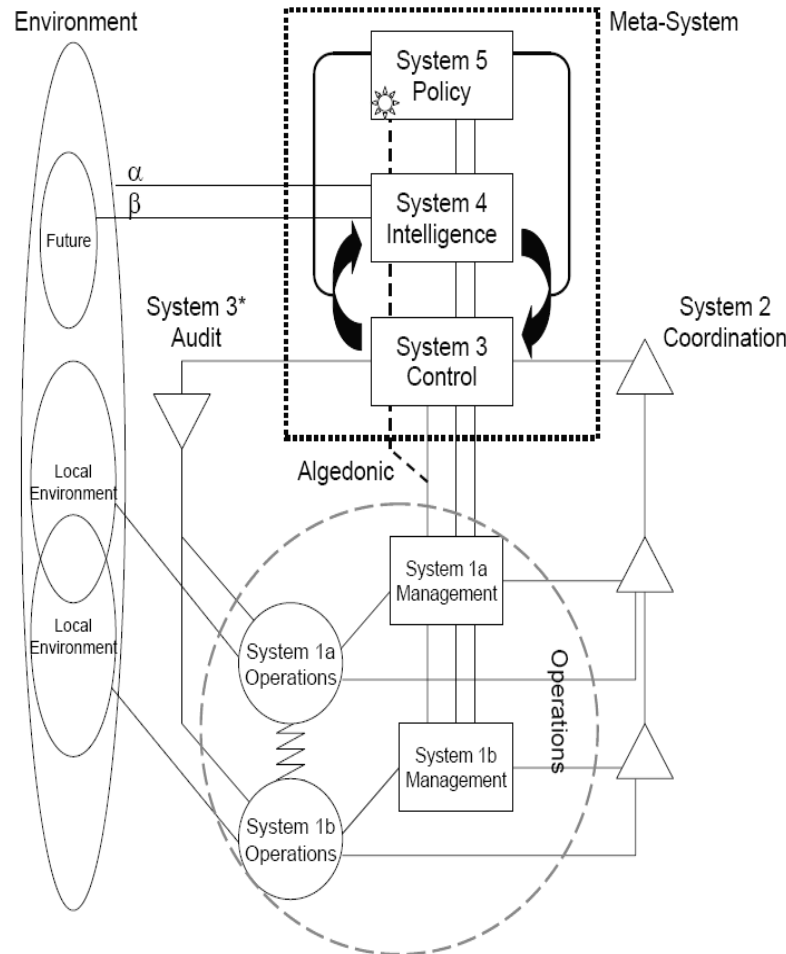 Environment
Meta-System
System 5
Policy
α
β
System 4
Intelligence
Future
System 3*
Audit
System 2
Coordination
System 3
Control
Algedonic
Local
Environment
Local
Environment
System 1a
Management
System 1a
Operations
Operations
System 1b
Management
System 1b
Operations